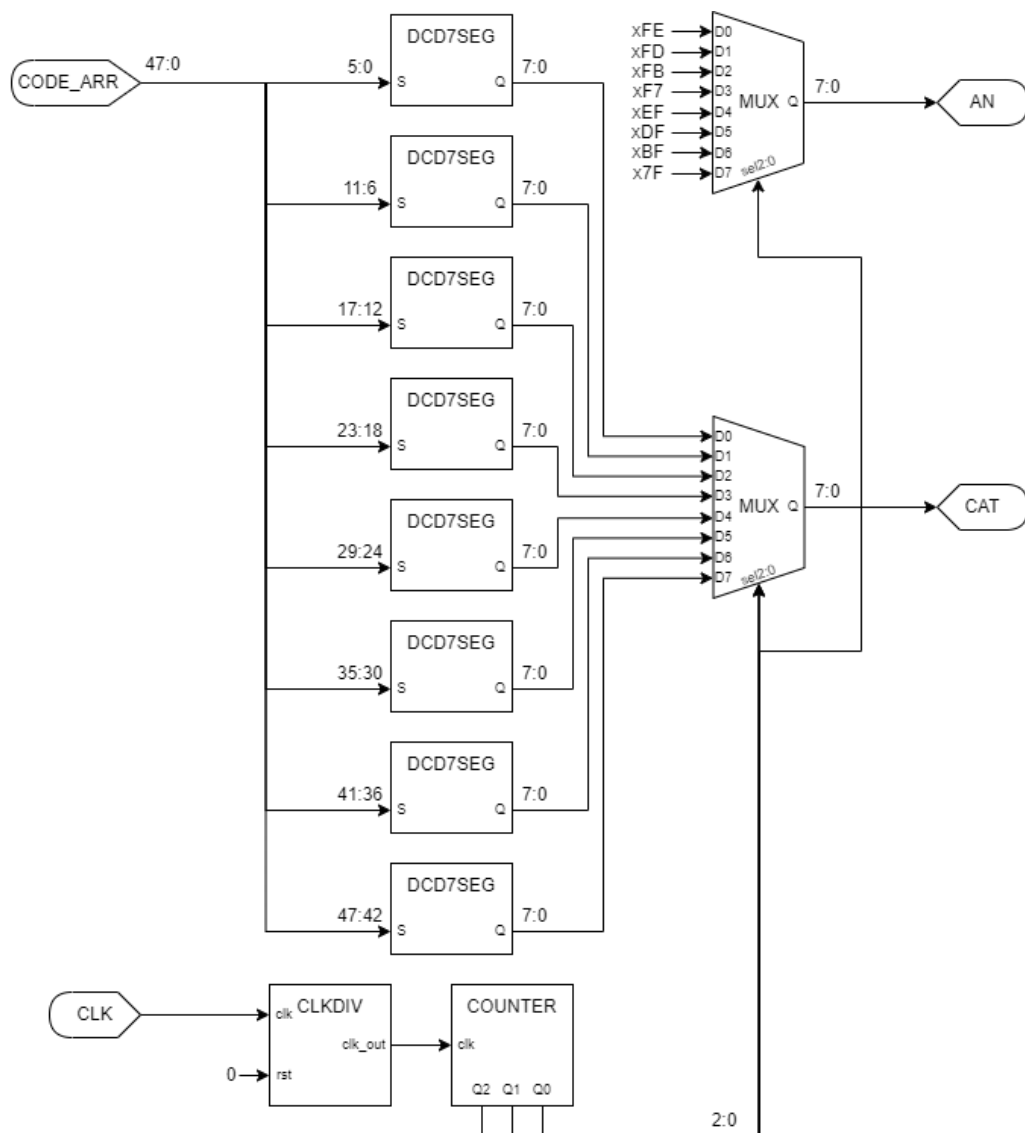 CODE_ARR
47:0
5:0
DCD7SEG
S
Q
7:0
11:6
DCD7SEG
S
Q
7:0
17:12
DCD7SEG
S
Q
7:0
23:18
DCD7SEG
S
Q
7:0
29:24
DCD7SEG
S
Q
7:0
35:30
DCD7SEG
S
Q
7:0
41:36
DCD7SEG
S
Q
7:0
47:42
DCD7SEG
S
Q
7:0
xFE D0
xFD D1
xFB D2
xF7 D3
xEF D4
xDF D5
xBF D6
x7F D7
MUX
Q
sel2:0
7:0
AN
D0
D1
D2
D3
D4
D5
D6
D7
MUX
Q
sel2:0
7:0
CAT
CLK
CLKDIV
clk
clk_out
0
rst
COUNTER
clk
Q2 Q1 Q0
2:0